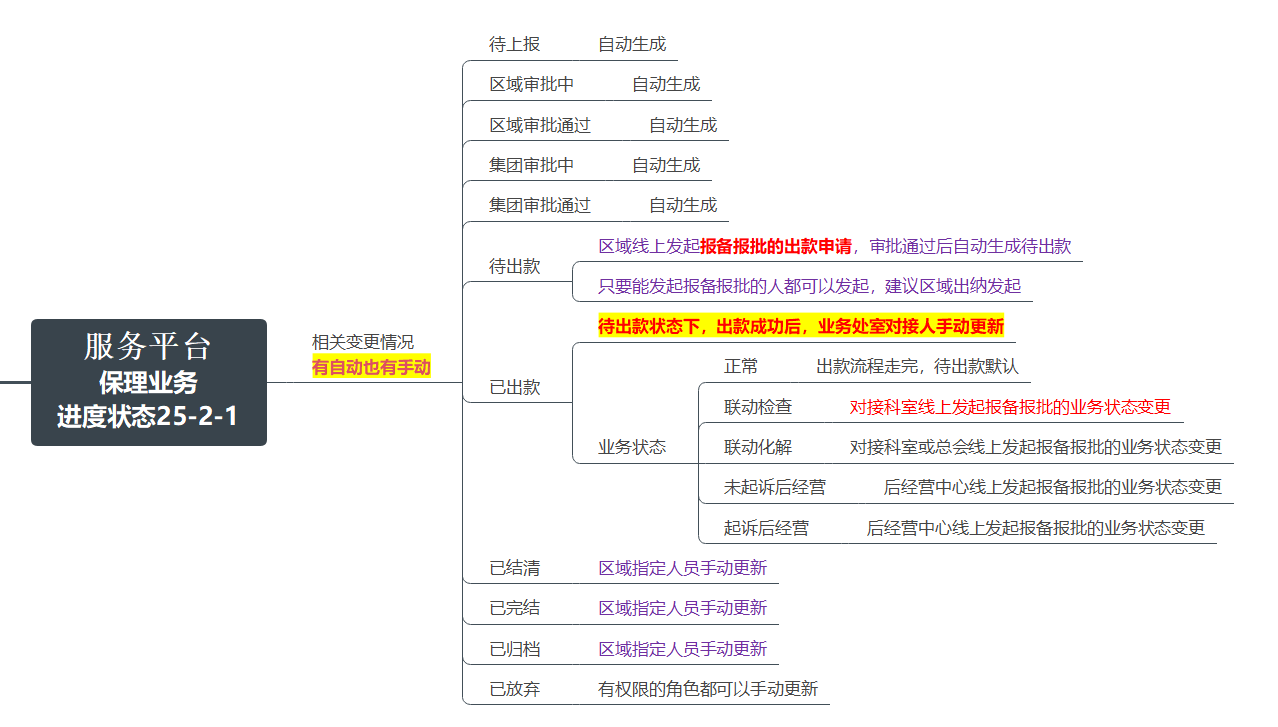 服务平台
保理业务
进度状态25-2-1
相关变更情况
有自动也有手动
待上报 自动生成
区域审批中 自动生成
区域审批通过 自动生成
集团审批中 自动生成
集团审批通过 自动生成
待出款
区域线上发起报备报批的出款申请，审批通过后自动生成待出款
只要能发起报备报批的人都可以发起，建议区域出纳发起
已出款
待出款状态下，出款成功后，业务处室对接人手动更新
业务状态
正常 出款流程走完，待出款默认
联动检查 对接科室线上发起报备报批的业务状态变更
联动化解 对接科室或总会线上发起报备报批的业务状态变更
未起诉后经营 后经营中心线上发起报备报批的业务状态变更
起诉后经营 后经营中心线上发起报备报批的业务状态变更
已结清 区域指定人员手动更新
已完结 区域指定人员手动更新
已归档 区域指定人员手动更新
已放弃 有权限的角色都可以手动更新